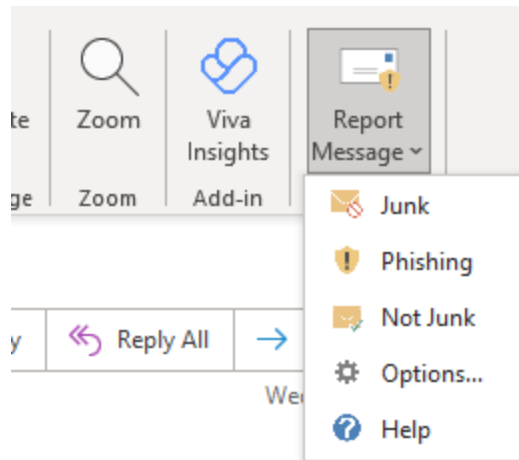 te
Zoom
Viva
Insights
Report
Message
ge
Zoom
Add-in
Junk
Phishing
Not Junk
Options...
Help
y
Reply All
We